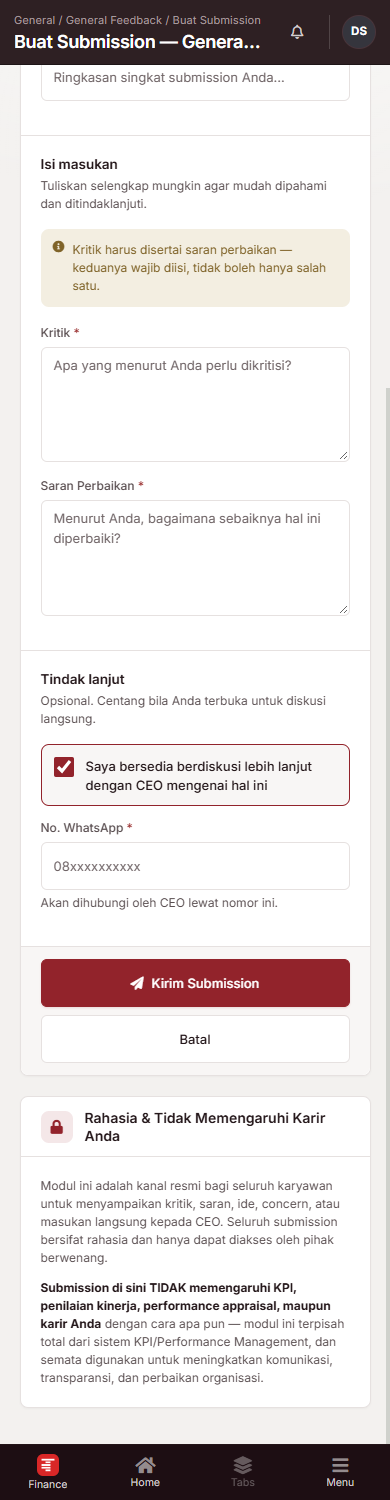 General / General Feedback / Buat Submission
Buat Submission — Genera...
DS
Ringkasan singkat submission Anda...
Isi masukan
Tuliskan selengkap mungkin agar mudah dipahami
dan ditindaklanjuti.
Kritik harus disertai saran perbaikan —
keduanya wajib diisi, tidak boleh hanya salah
satu.
Kritik *
Apa yang menurut Anda perlu dikritisi?
Saran Perbaikan *
Menurut Anda, bagaimana sebaiknya hal ini
diperbaiki?
Tindak lanjut
Opsional. Centang bila Anda terbuka untuk diskusi
langsung.
Saya bersedia berdiskusi lebih lanjut
dengan CEO mengenai hal ini
No. WhatsApp *
08xxxxxxxxxx
Akan dihubungi oleh CEO lewat nomor ini.
Kirim Submission
Batal
Rahasia & Tidak Memengaruhi Karir
Anda
Modul ini adalah kanal resmi bagi seluruh karyawan
untuk menyampaikan kritik, saran, ide, concern, atau
masukan langsung kepada CEO. Seluruh submission
bersifat rahasia dan hanya dapat diakses oleh pihak
berwenang.
Submission di sini TIDAK memengaruhi KPI,
penilaian kinerja, performance appraisal, maupun
karir Anda dengan cara apa pun — modul ini terpisah
total dari sistem KPI/Performance Management, dan
semata digunakan untuk meningkatkan komunikasi,
transparansi, dan perbaikan organisasi.
Finance
Home
Tabs
Menu